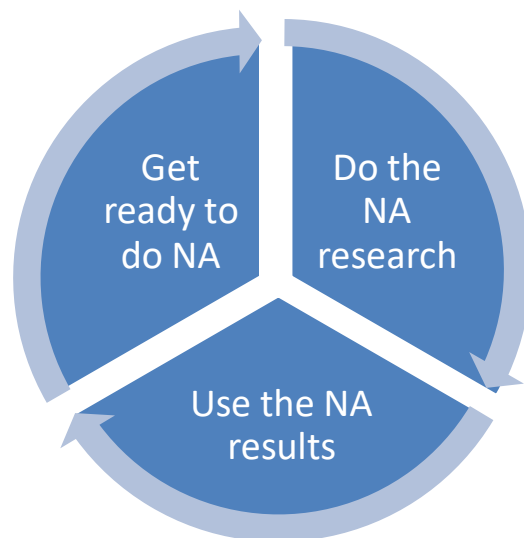 Get
ready to
do NA
Do the
NA
research
Use the NA
results